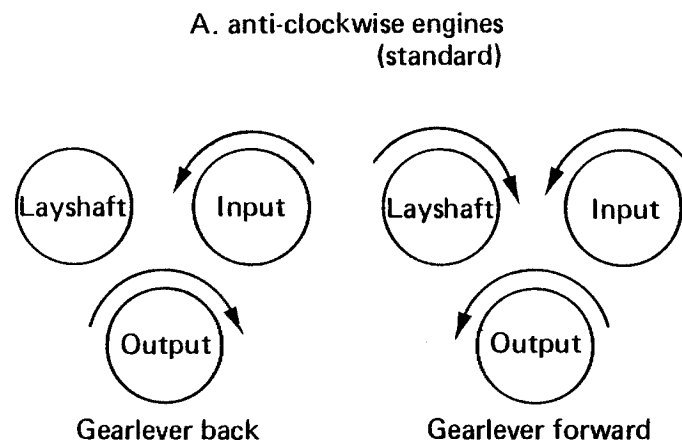 A. anti-clockwise engines
(standard)
Layshaft
Input
Layshaft
Input
Output
Output
Gearlever back
Gearlever forward